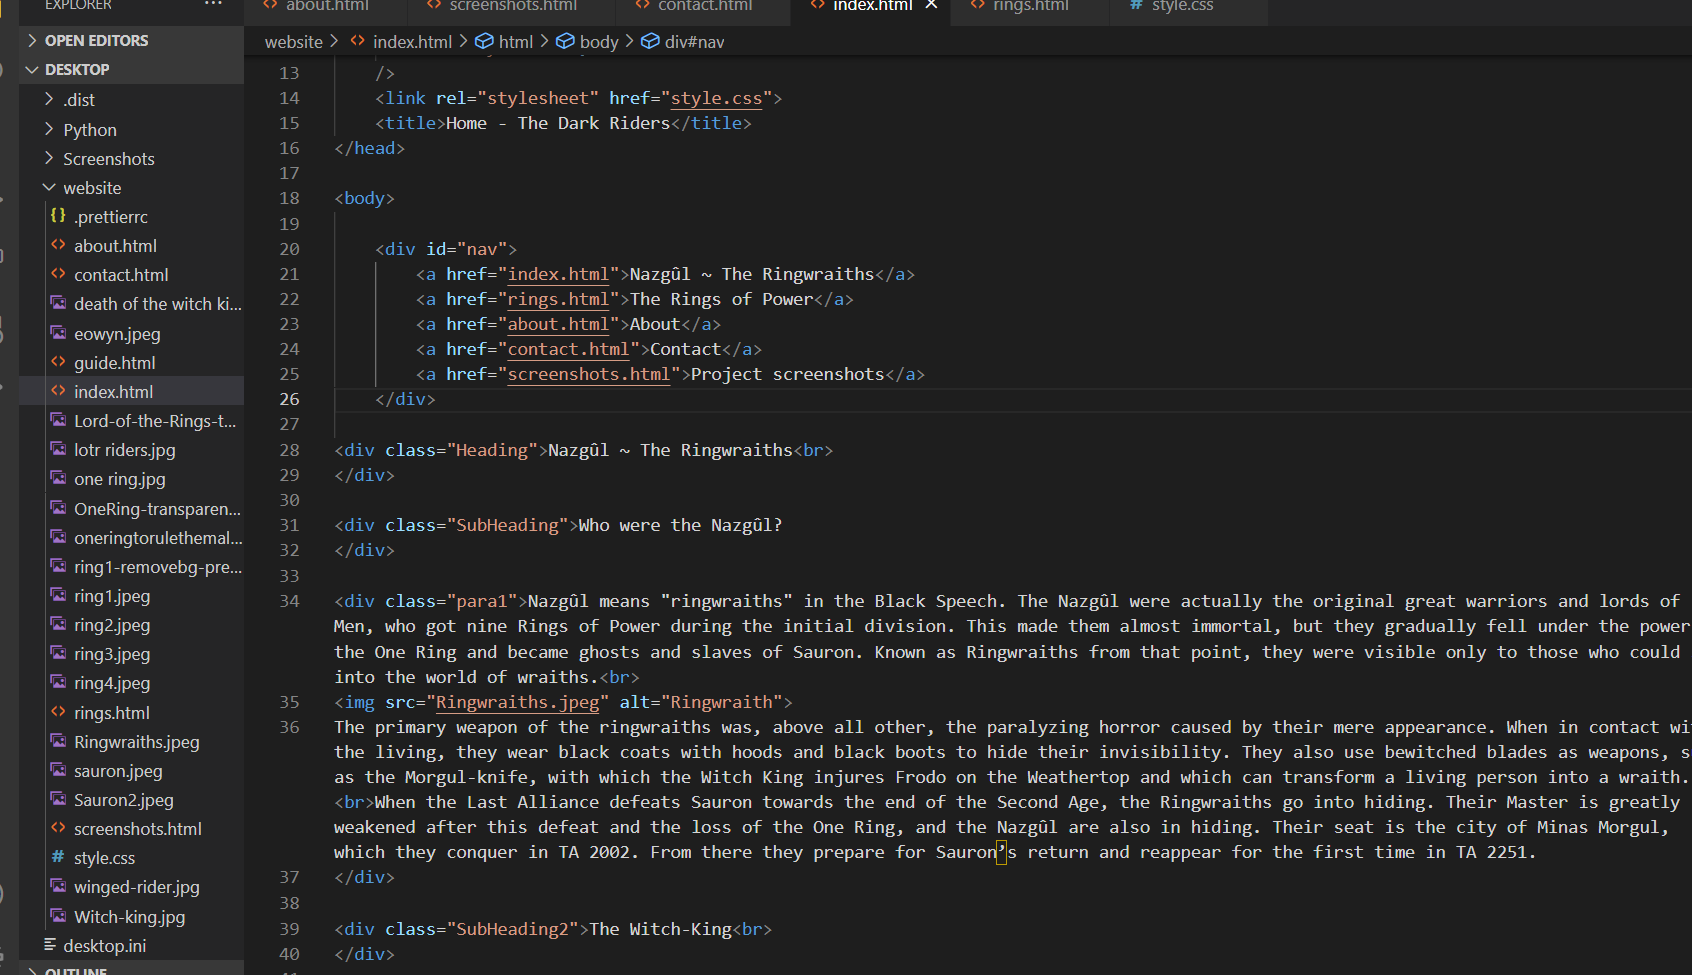 EXPLORER ...
about.html screenshots.html contact.html index.html rings.html # style.css
OPEN EDITORS
website > index.html > html > body > div#nav
DESKTOP
.dist
Python
Screenshots
website
{} .prettierrc
about.html
contact.html
death of the witch ki...
eowyn.jpeg
guide.html
index.html
Lord-of-the-Rings-t...
lotr riders.jpg
one ring.jpg
OneRing-transparen...
oneringtorulethemal...
ring1-removebg-pre...
ring1.jpeg
ring2.jpeg
ring3.jpeg
ring4.jpeg
rings.html
Ringwraiths.jpeg
sauron.jpeg
Sauron2.jpeg
screenshots.html
# style.css
winged-rider.jpg
Witch-king.jpg
desktop.ini
OUTLINE
13 />
14 <link rel="stylesheet" href="style.css">
15 <title>Home - The Dark Riders</title>
16 </head>
17
18 <body>
19
20 <div id="nav">
21 <a href="index.html">Nazgûl ~ The Ringwraiths</a>
22 <a href="rings.html">The Rings of Power</a>
23 <a href="about.html">About</a>
24 <a href="contact.html">Contact</a>
25 <a href="screenshots.html">Project screenshots</a>
26 </div>
27
28 <div class="Heading">Nazgûl ~ The Ringwraiths<br>
29 </div>
30
31 <div class="SubHeading">Who were the Nazgûl?
32 </div>
33
34 <div class="para1">Nazgûl means "ringwraiths" in the Black Speech. The Nazgûl were actually the original great warriors and lords of
Men, who got nine Rings of Power during the initial division. This made them almost immortal, but they gradually fell under the power
the One Ring and became ghosts and slaves of Sauron. Known as Ringwraiths from that point, they were visible only to those who could
into the world of wraiths.<br>
35 <img src="Ringwraiths.jpeg" alt="Ringwraith">
36 The primary weapon of the ringwraiths was, above all other, the paralyzing horror caused by their mere appearance. When in contact wi
the living, they wear black coats with hoods and black boots to hide their invisibility. They also use bewitched blades as weapons, s
as the Morgul-knife, with which the Witch King injures Frodo on the Weathertop and which can transform a living person into a wraith.
<br>When the Last Alliance defeats Sauron towards the end of the Second Age, the Ringwraiths go into hiding. Their Master is greatly
weakened after this defeat and the loss of the One Ring, and the Nazgûl are also in hiding. Their seat is the city of Minas Morgul,
which they conquer in TA 2002. From there they prepare for Sauron’s return and reappear for the first time in TA 2251.
37 </div>
38
39 <div class="SubHeading2">The Witch-King<br>
40 </div>